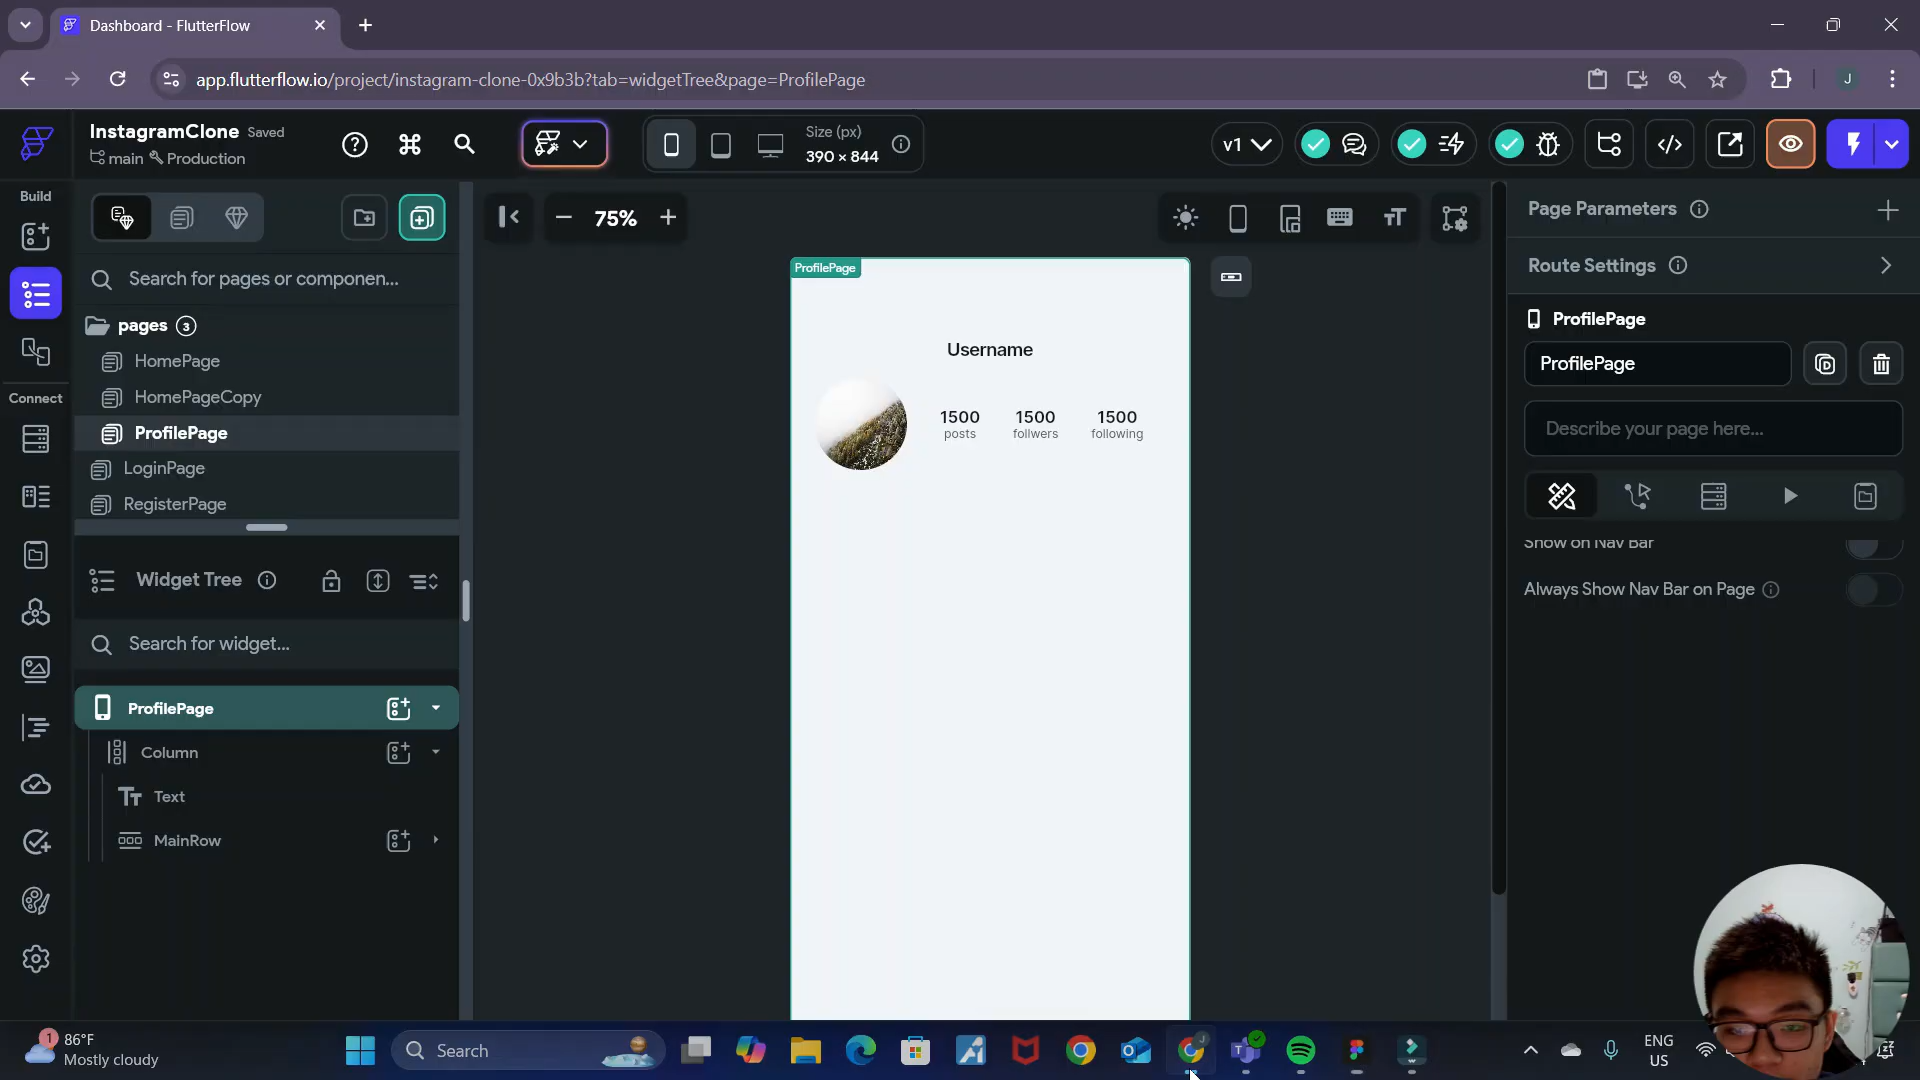 Dashboard - FlutterFlow
app.flutterflow.io/project/instagram-clone-0x9b3b?tab=widgetTree&page=ProfilePage
J
InstagramClone Saved
main Production
Size (px)
390 × 844
v1
Build
Connect
75%
Search for pages or componen...
pages 3
HomePage
HomePageCopy
ProfilePage
LoginPage
RegisterPage
Widget Tree
Search for widget...
ProfilePage
Column
Text
MainRow
ProfilePage
Username
1500 1500 1500
posts follwers following
Page Parameters
Route Settings
ProfilePage
ProfilePage
Describe your page here...
Show on Nav Bar
Always Show Nav Bar on Page
1
86°F
Mostly cloudy
Search
ENG
US